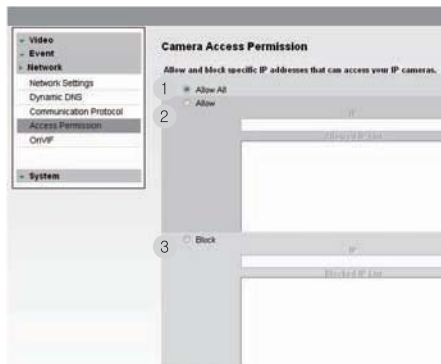 Video
Event
Network
Network Settings
Dynamic DNS
Communication Protocol
Access Permission
OnVIF
System
Camera Access Permission
Allow and block specific IP addresses that can access your IP cameras.
1 Allow All
2 Allow
IP
Allowed IP List
3 Block
IP
Blocked IP List